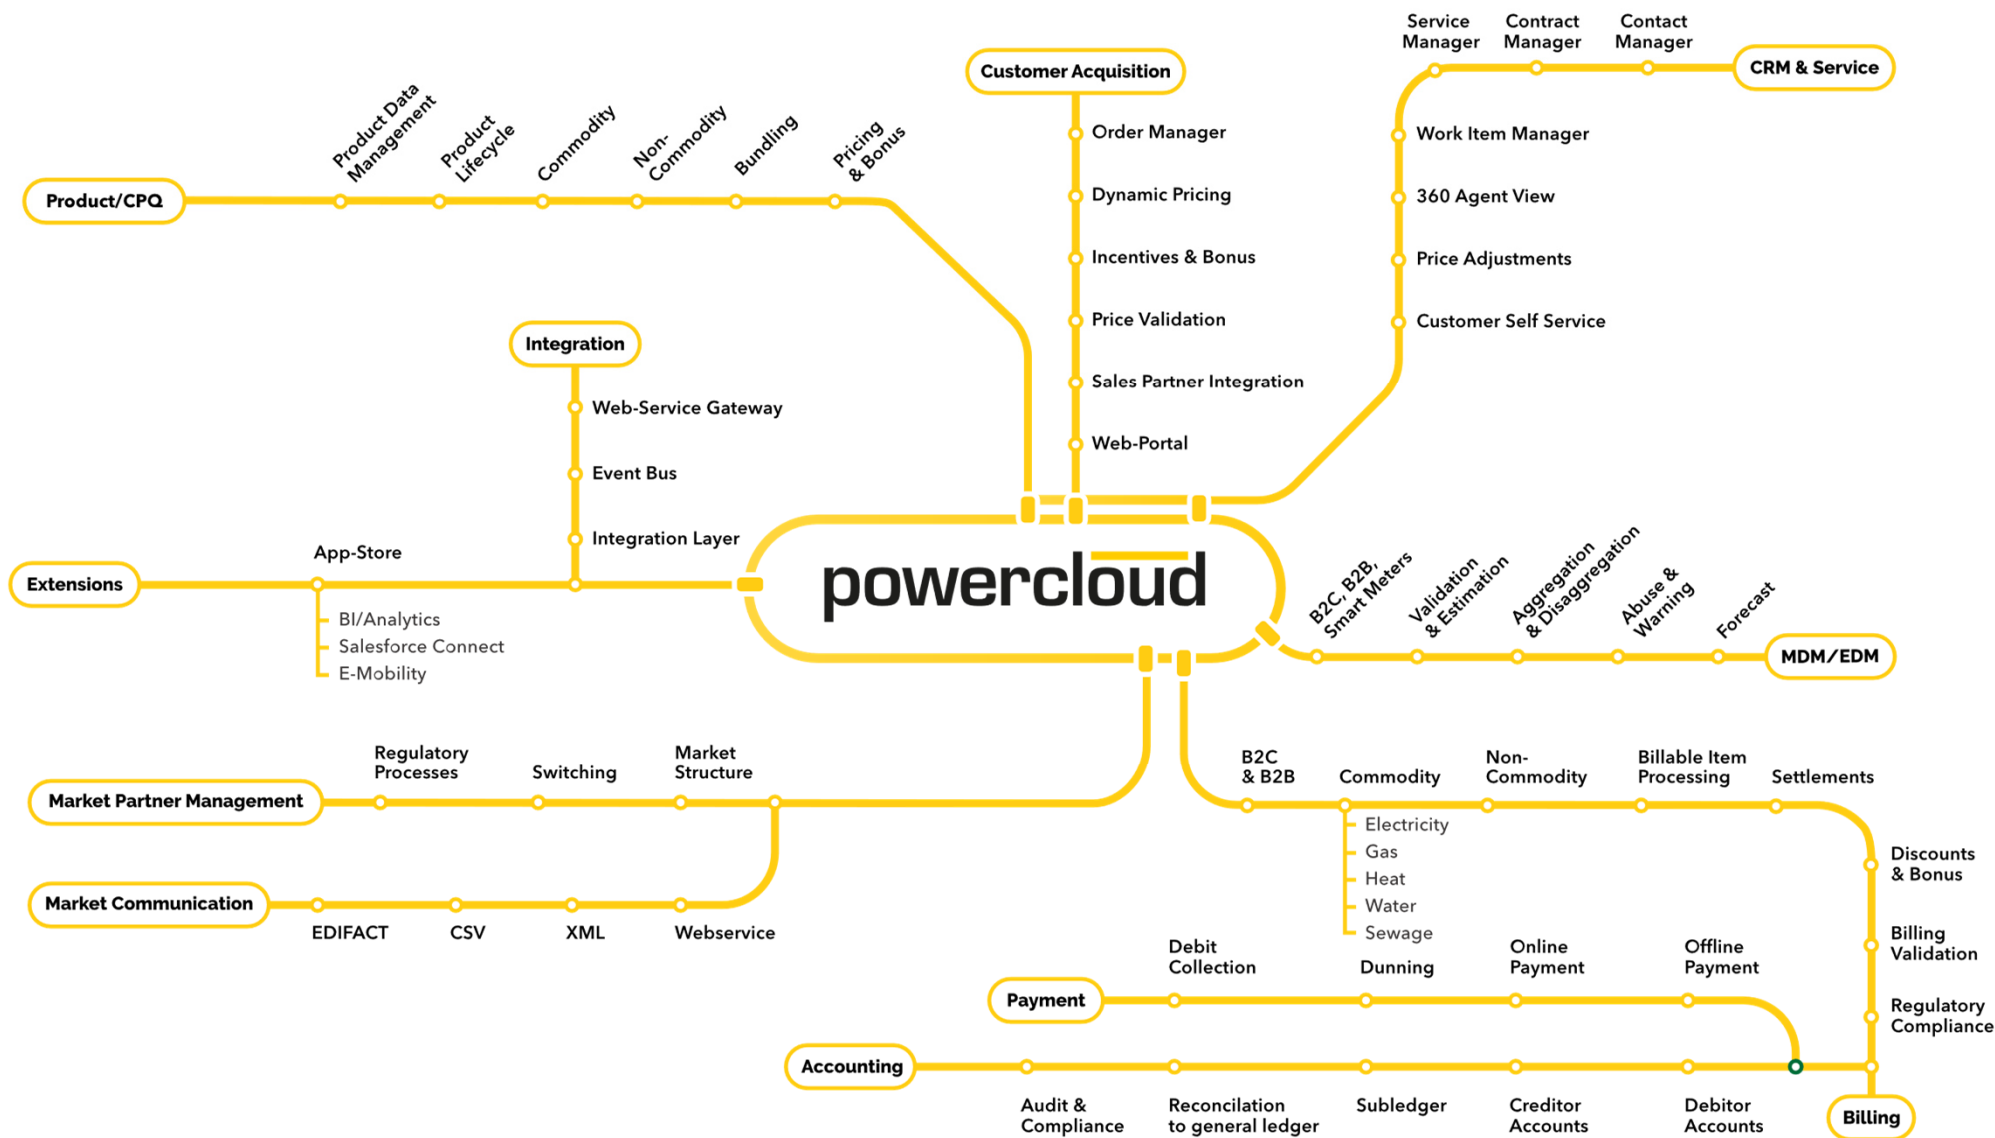 Service
Manager
Contract
Manager
Contact
Manager
CRM & Service
Customer Acquisition
Product Data
Management
Product
Lifecycle
Commodity
Non-
Commodity
Bundling
Pricing
& Bonus
Product/CPQ
Order Manager
Dynamic Pricing
Incentives & Bonus
Price Validation
Sales Partner Integration
Web-Portal
Work Item Manager
360 Agent View
Price Adjustments
Customer Self Service
Integration
Web-Service Gateway
Event Bus
Integration Layer
Extensions
App-Store
BI/Analytics
Salesforce Connect
E-Mobility
powercloud
B2C, B2B,
Smart Meters
Validation
& Estimation
Aggregation
& Disaggregation
Abuse &
Warning
Forecast
MDM/EDM
Market Partner Management
Regulatory
Processes
Switching
Market
Structure
Market Communication
EDIFACT
CSV
XML
Webservice
B2C
& B2B
Commodity
Electricity
Gas
Heat
Water
Sewage
Non-
Commodity
Billable Item
Processing
Settlements
Discounts
& Bonus
Billing
Validation
Regulatory
Compliance
Payment
Debit
Collection
Dunning
Online
Payment
Offline
Payment
Accounting
Audit &
Compliance
Reconcilation
to general ledger
Subledger
Creditor
Accounts
Debitor
Accounts
Billing